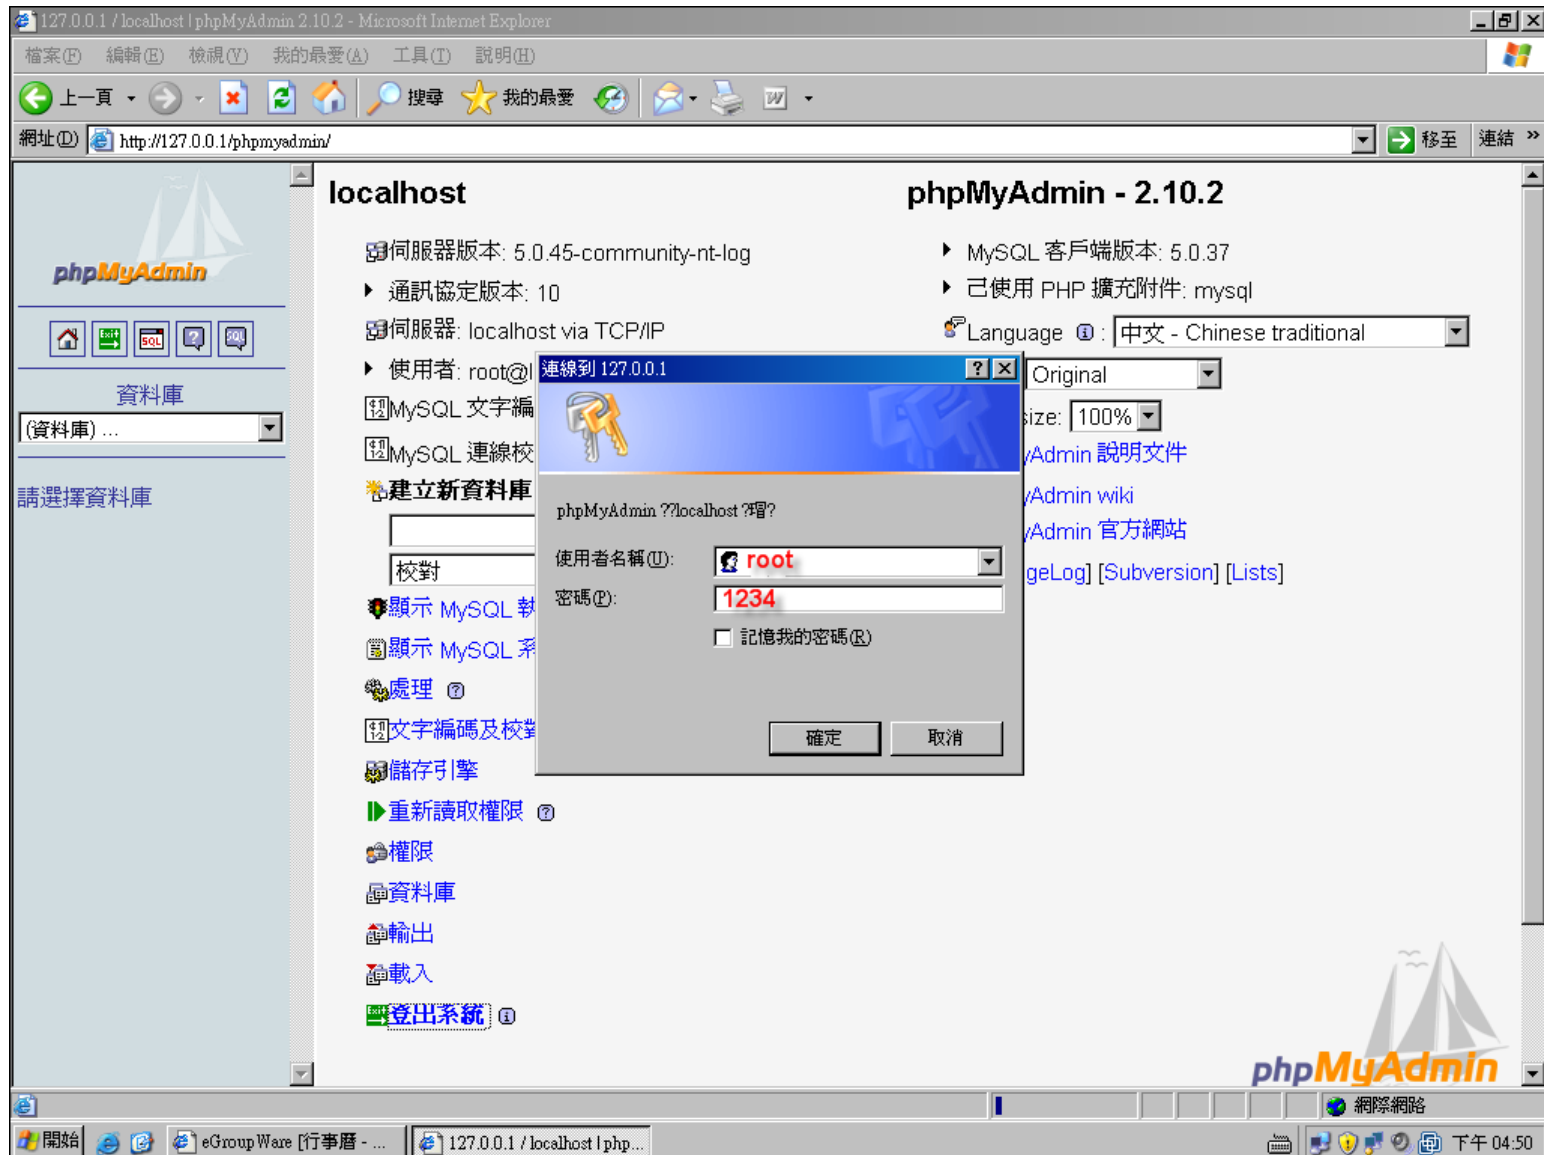 127.0.0.1 / localhost | phpMyAdmin 2.10.2 - Microsoft Internet Explorer
檔案(F) 編輯(E) 檢視(V) 我的最愛(A) 工具(T) 說明(H)
上一頁 搜尋 我的最愛
網址(D) http://127.0.0.1/phpmyadmin/ 移至 連結 »
phpMyAdmin
SQL
SQL
資料庫
(資料庫) ...
請選擇資料庫
localhost
伺服器版本: 5.0.45-community-nt-log
通訊協定版本: 10
伺服器: localhost via TCP/IP
使用者: root@l
MySQL 文字編
MySQL 連線校
建立新資料庫
校對
顯示 MySQL 執
顯示 MySQL 系
處理
文字編碼及校對
儲存引擎
重新讀取權限
權限
資料庫
輸出
載入
登出系統
phpMyAdmin - 2.10.2
MySQL 客戶端版本: 5.0.37
己使用 PHP 擴充附件: mysql
Language : 中文 - Chinese traditional
Original
size: 100%
yAdmin 說明文件
yAdmin wiki
yAdmin 官方網站
geLog] [Subversion] [Lists]
連線到 127.0.0.1
phpMyAdmin ??localhost ?瑁?
使用者名稱(U): root
密碼(P): 1234
記憶我的密碼(R)
確定 取消
phpMyAdmin
網際網路
開始 eGroupWare [行事曆 - ... 127.0.0.1 / localhost | php... 下午 04:50